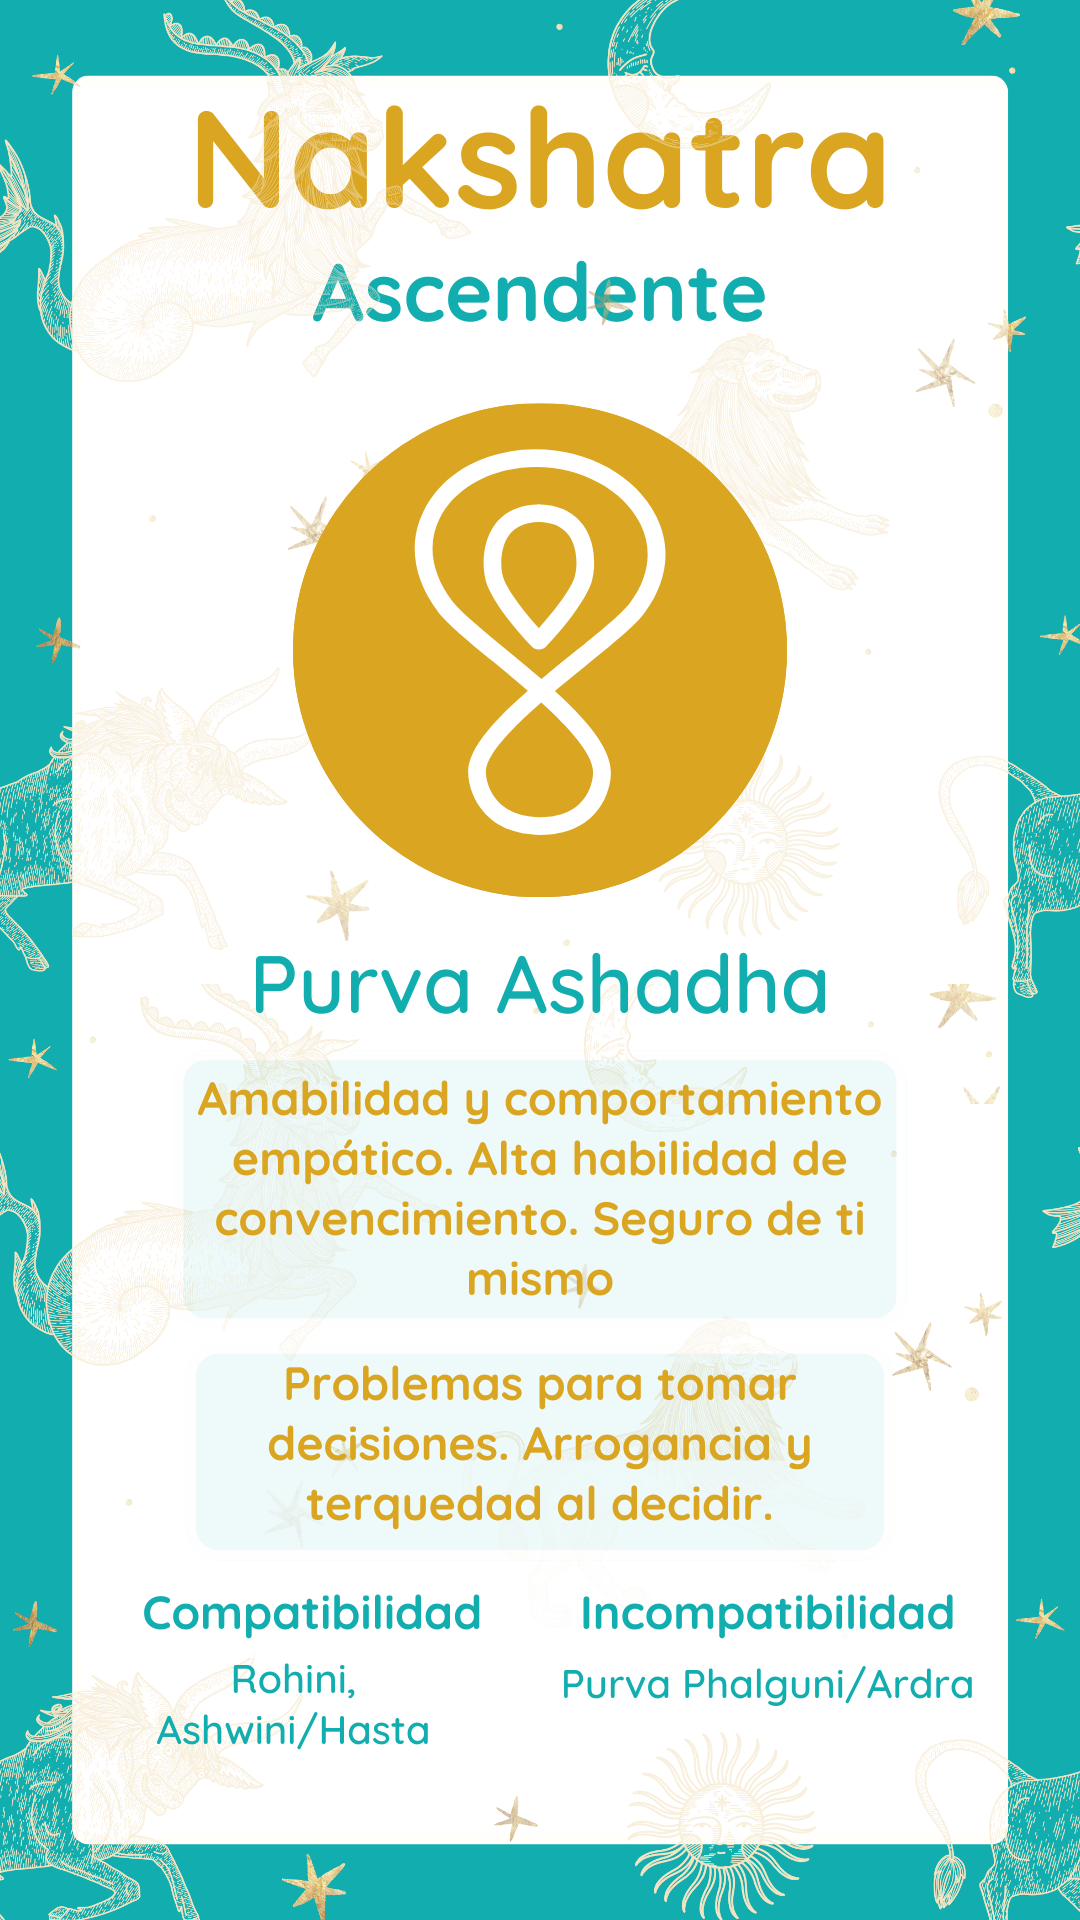 Nakshatra
Ascendente
Purva Ashadha
Amabilidad y comportamiento
empático. Alta habilidad de
convencimiento. Seguro de ti
mismo
Problemas para tomar
decisiones. Arrogancia y
terquedad al decidir.
Compatibilidad
Rohini,
Ashwini/Hasta
Incompatibilidad
Purva Phalguni/Ardra